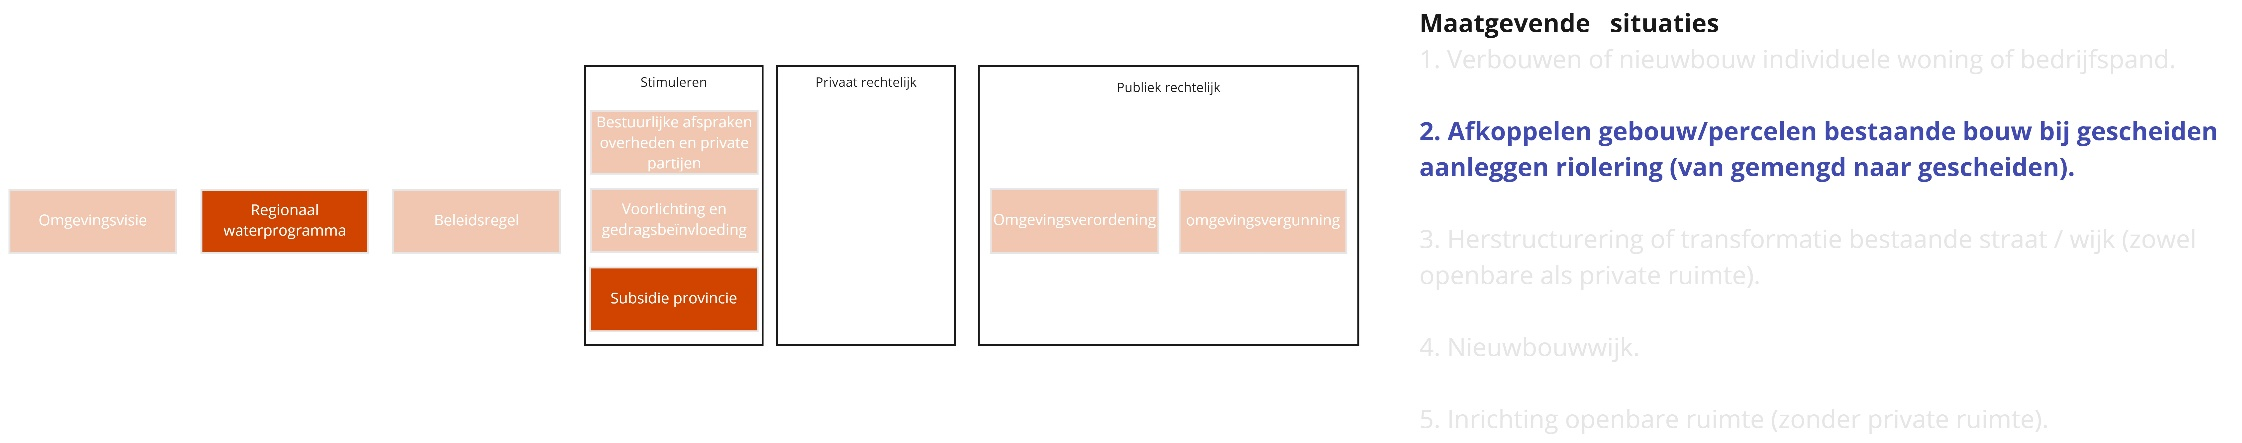 Omgevingsvisie
Regionaal
waterprogramma
Beleidsregel
Stimuleren
Bestuurlijke afspraken
overheden en private
partijen
Voorlichting en
gedragsbeinvloeding
Subsidie provincie
Privaat rechtelijk
Publiek rechtelijk
Omgevingsverordening
omgevingsvergunning
Maatgevende situaties
1. Verbouwen of nieuwbouw individuele woning of bedrijfspand.
2. Afkoppelen gebouw/percelen bestaande bouw bij gescheiden
aanleggen riolering (van gemengd naar gescheiden).
3. Herstructurering of transformatie bestaande straat / wijk (zowel
openbare als private ruimte).
4. Nieuwbouwwijk.
5. Inrichting openbare ruimte (zonder private ruimte).